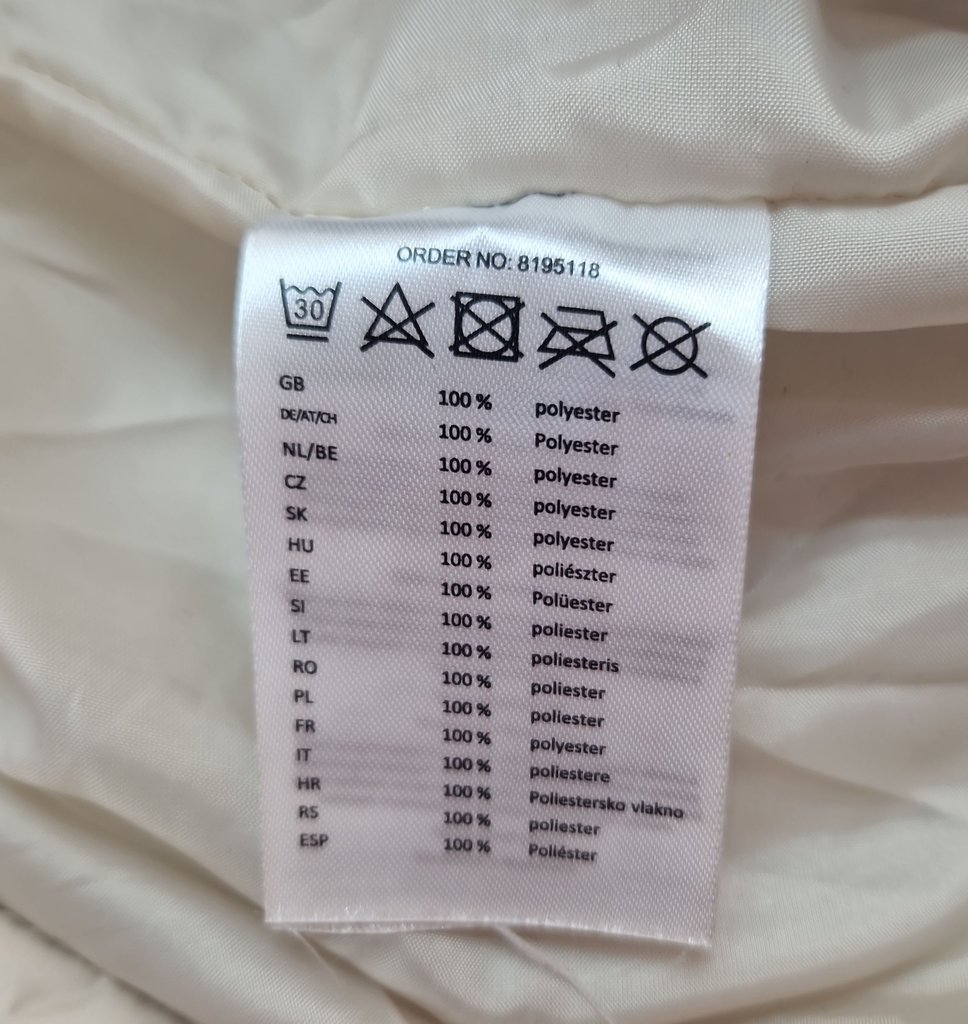 ORDER NO: 8195118
30
GB 100 % polyester
DE/AT/CH 100 % Polyester
NL/BE 100 % polyester
CZ 100 % polyester
SK 100 % polyester
HU 100 % poliészter
EE 100 % Polüester
SI 100 % poliester
LT 100 % poliesteris
RO 100 % poliester
PL 100 % poliester
FR 100 % polyester
IT 100 % poliestere
HR 100 % Poliestersko vlakno
RS 100 % poliester
ESP 100 % Poliéster